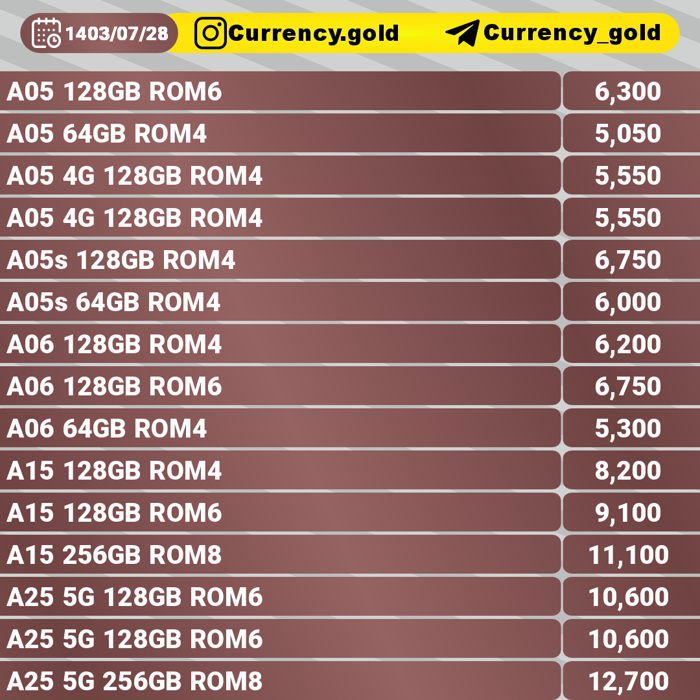 1403/07/28 Currency.gold Currency_gold
A05 128GB ROM6 6,300
A05 64GB ROM4 5,050
A05 4G 128GB ROM4 5,550
A05 4G 128GB ROM4 5,550
A05s 128GB ROM4 6,750
A05s 64GB ROM4 6,000
A06 128GB ROM4 6,200
A06 128GB ROM6 6,750
A06 64GB ROM4 5,300
A15 128GB ROM4 8,200
A15 128GB ROM6 9,100
A15 256GB ROM8 11,100
A25 5G 128GB ROM6 10,600
A25 5G 128GB ROM6 10,600
A25 5G 256GB ROM8 12,700